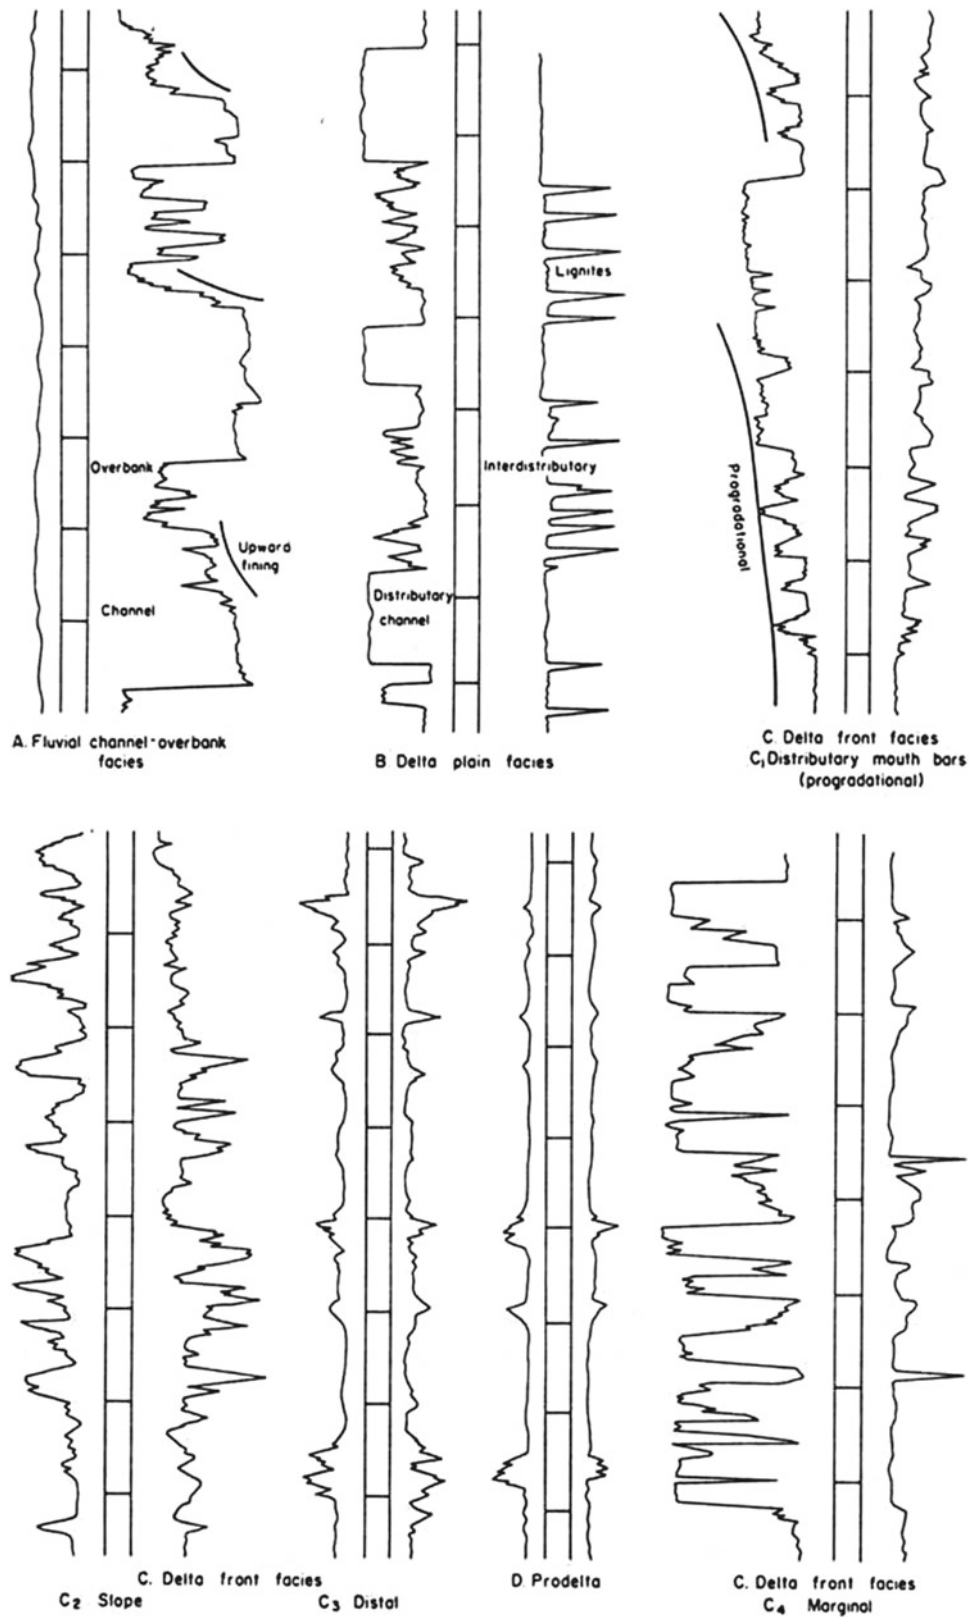 Lignites
Overbank
Interdistributary
Progradational
Upward
fining
Channel
Distributary
channel
A. Fluvial channel-overbank
facies
B Delta plain facies
C. Delta front facies
C1 Distributary mouth bars
(progradational)
C. Delta front facies
C2 Slope
C3 Distal
D. Prodelta
C. Delta front facies
C4 Marginal